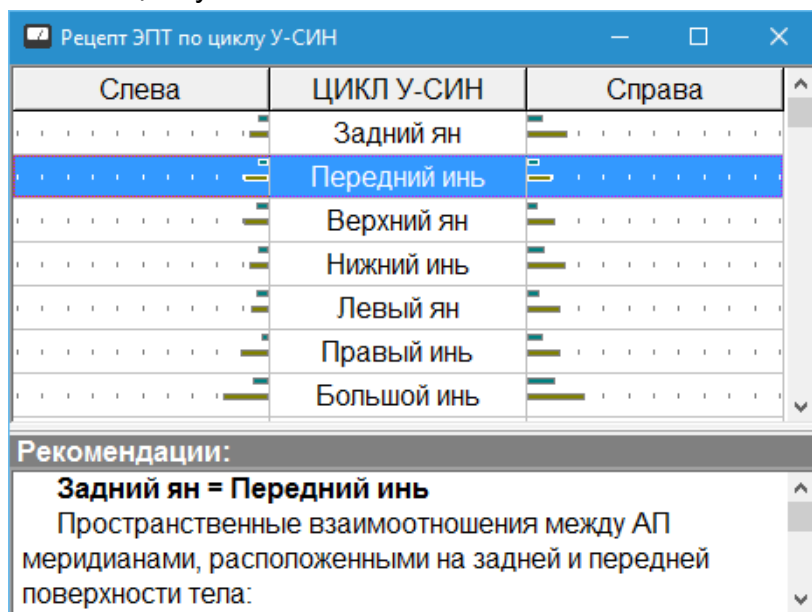 Рецепт ЭПТ по циклу У-СИН
Слева ЦИКЛ У-СИН Справа
Задний ян
Передний инь
Верхний ян
Нижний инь
Левый ян
Правый инь
Большой инь
Рекомендации:
Задний ян = Передний инь
Пространственные взаимоотношения между АП
меридианами, расположенными на задней и передней
поверхности тела: